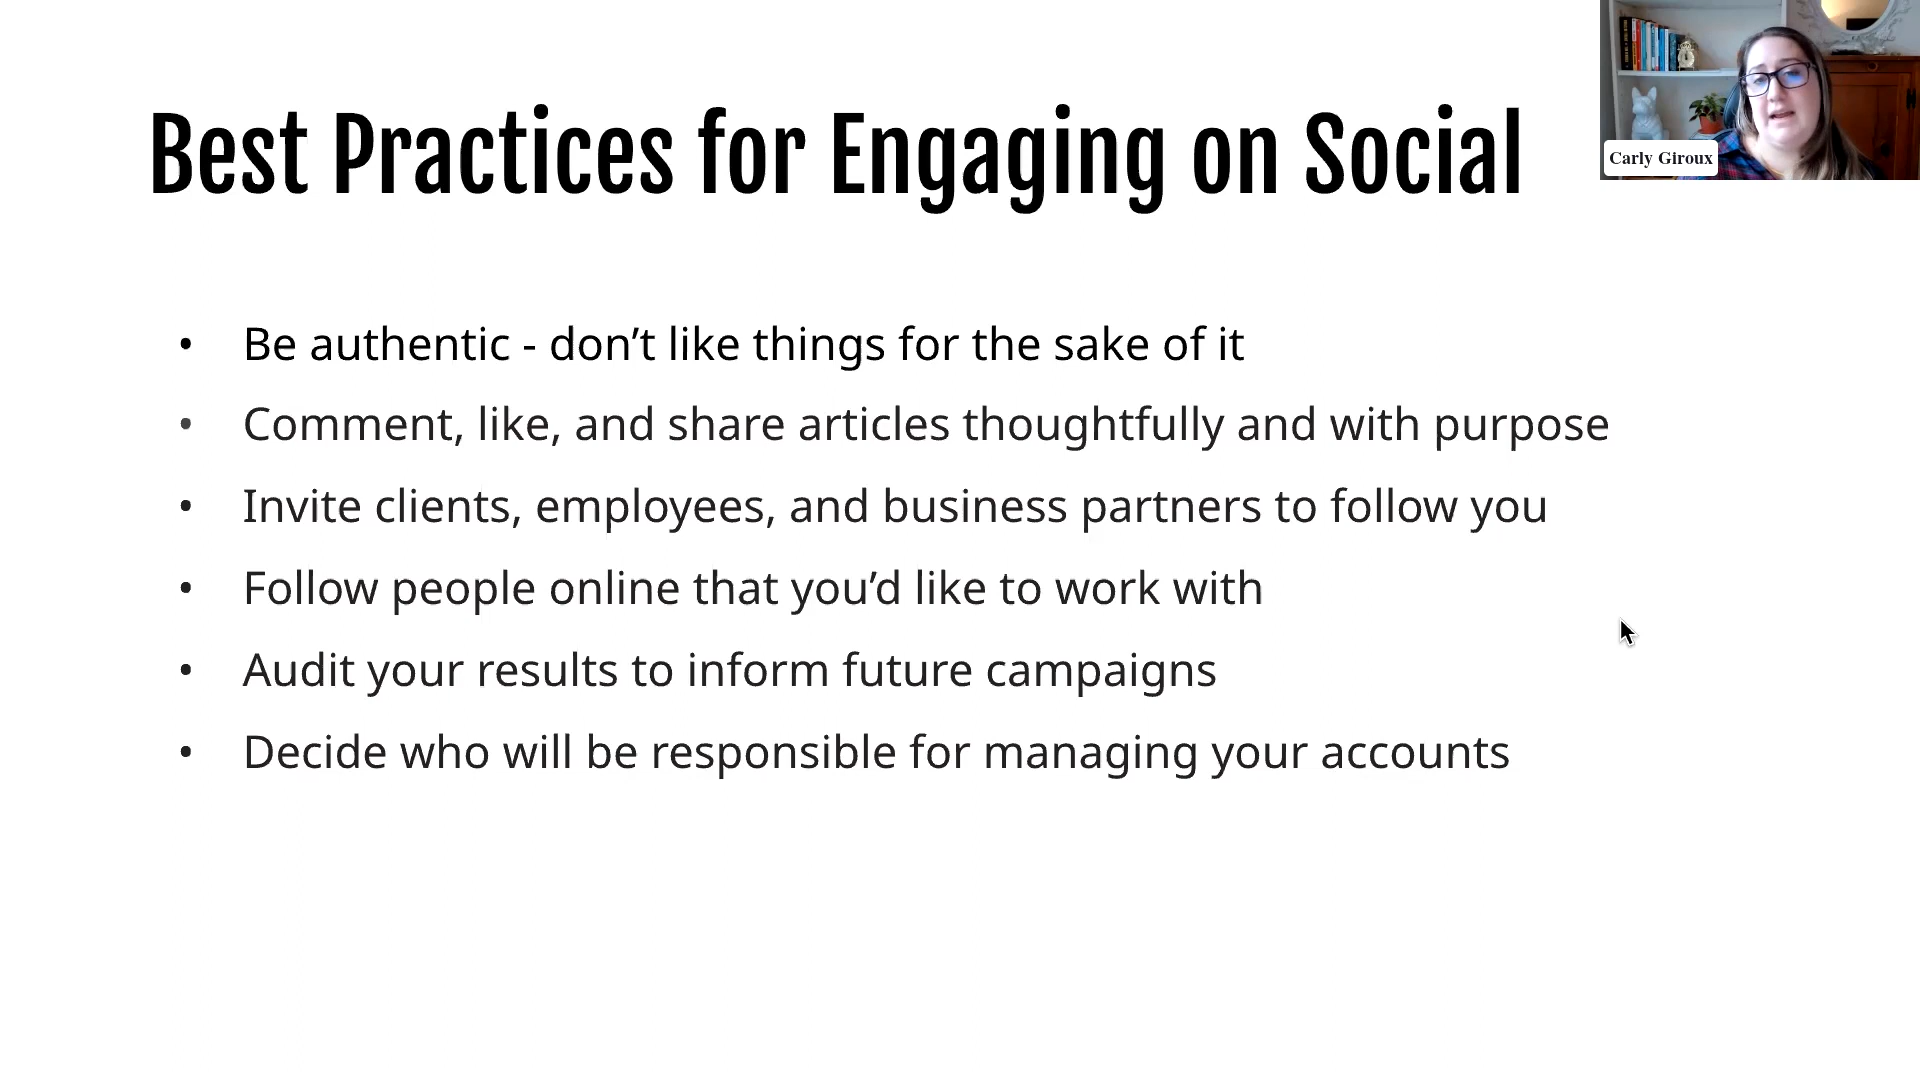 Best Practices for Engaging on Social
Carly Giroux
• Be authentic - don’t like things for the sake of it
• Comment, like, and share articles thoughtfully and with purpose
• Invite clients, employees, and business partners to follow you
• Follow people online that you’d like to work with
• Audit your results to inform future campaigns
• Decide who will be responsible for managing your accounts